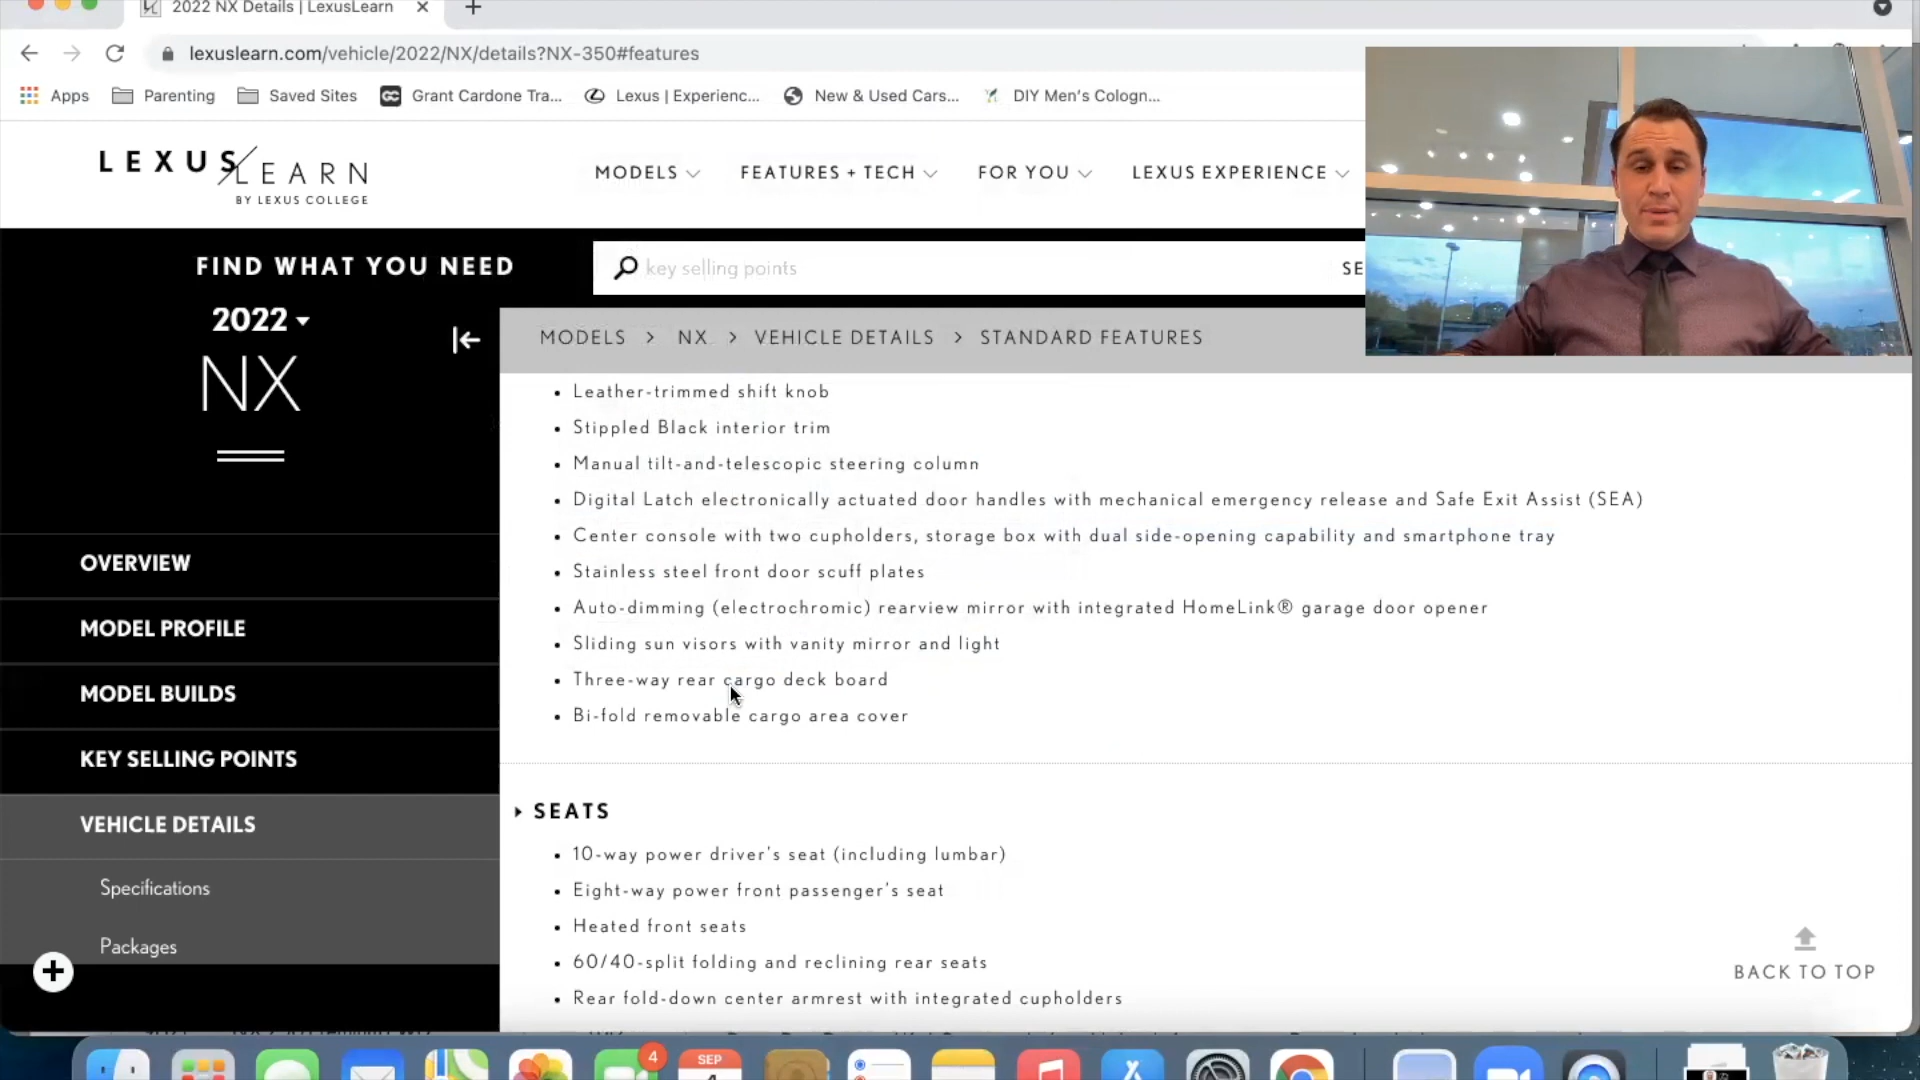 2022 NX Details | LexusLearn
lexuslearn.com/vehicle/2022/NX/details?NX-350#features
Apps Parenting Saved Sites Grant Cardone Tra... Lexus | Experienc... New & Used Cars... DIY Men's Cologn...
LEXUS LEARN
BY LEXUS COLLEGE
MODELS FEATURES + TECH FOR YOU LEXUS EXPERIENCE
FIND WHAT YOU NEED
key selling points
SE
2022
NX
MODELS > NX > VEHICLE DETAILS > STANDARD FEATURES
OVERVIEW
MODEL PROFILE
MODEL BUILDS
KEY SELLING POINTS
VEHICLE DETAILS
Specifications
Packages
• Leather-trimmed shift knob
• Stippled Black interior trim
• Manual tilt-and-telescopic steering column
• Digital Latch electronically actuated door handles with mechanical emergency release and Safe Exit Assist (SEA)
• Center console with two cupholders, storage box with dual side-opening capability and smartphone tray
• Stainless steel front door scuff plates
• Auto-dimming (electrochromic) rearview mirror with integrated HomeLink® garage door opener
• Sliding sun visors with vanity mirror and light
• Three-way rear cargo deck board
• Bi-fold removable cargo area cover
SEATS
• 10-way power driver's seat (including lumbar)
• Eight-way power front passenger's seat
• Heated front seats
• 60/40-split folding and reclining rear seats
• Rear fold-down center armrest with integrated cupholders
BACK TO TOP
4
SEP